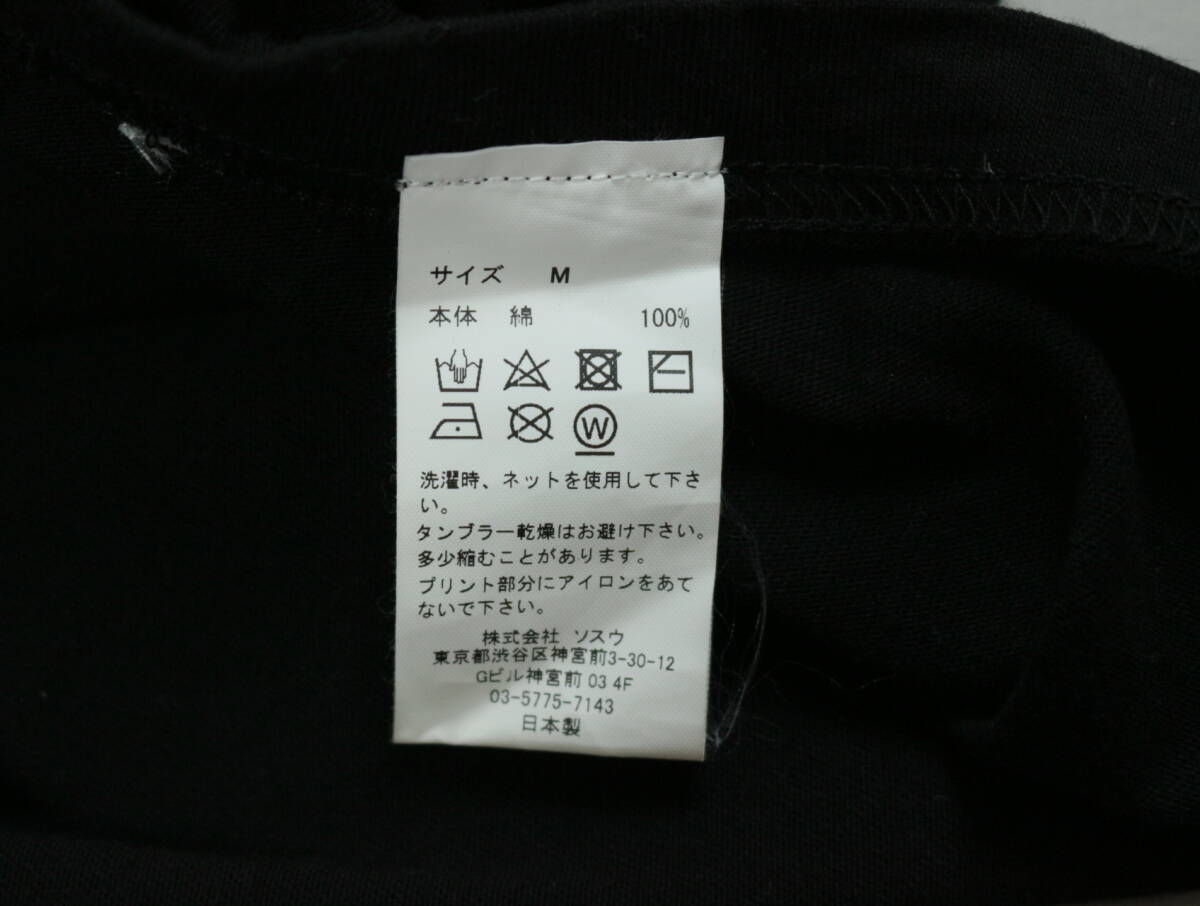 サイズ M
本体 綿 100%
W
洗濯時、ネットを使用して下さ
い。
タンブラー乾燥はお避け下さい。
多少縮むことがあります。
プリント部分にアイロンをあて
ないで下さい。
株式会社 ソスウ
東京都渋谷区神宮前3-30-12
Gビル神宮前 03 4F
03-5775-7143
日本製